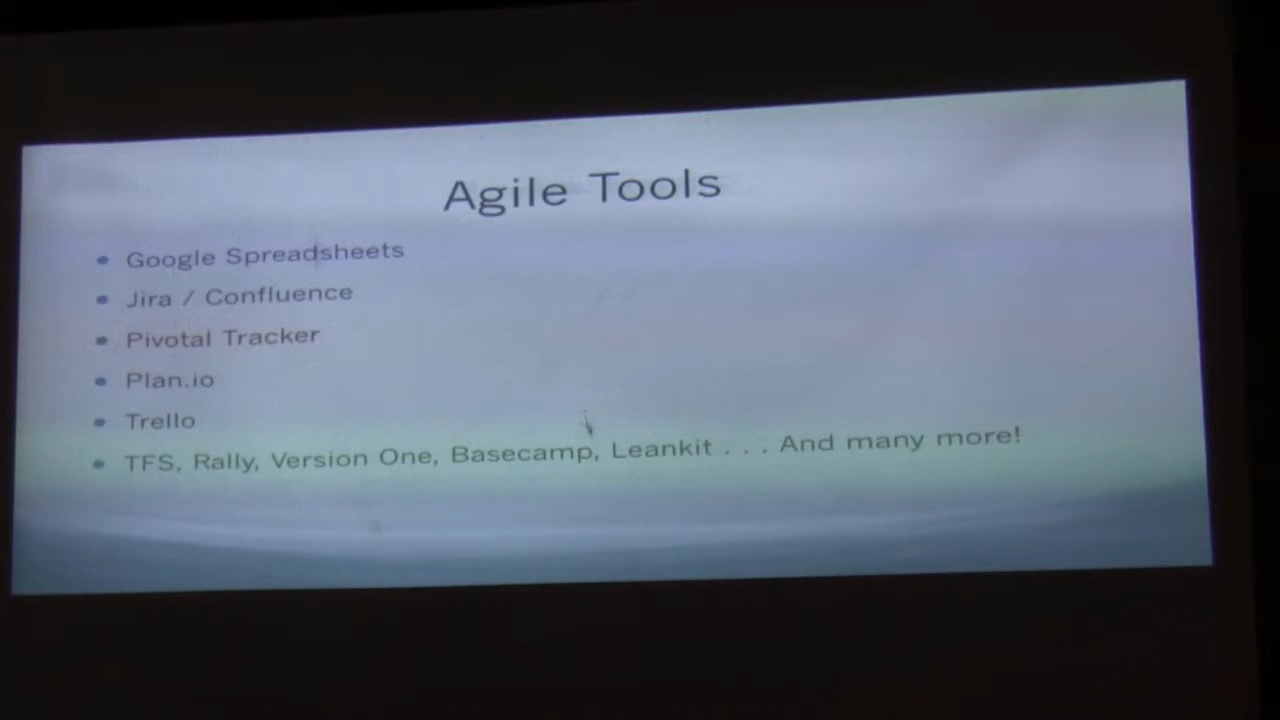 Agile Tools
Google Spreadsheets
Jira / Confluence
Pivotal Tracker
Plan.io
Trello
TFS, Rally, Version One, Basecamp, Leankit . . . And many more!